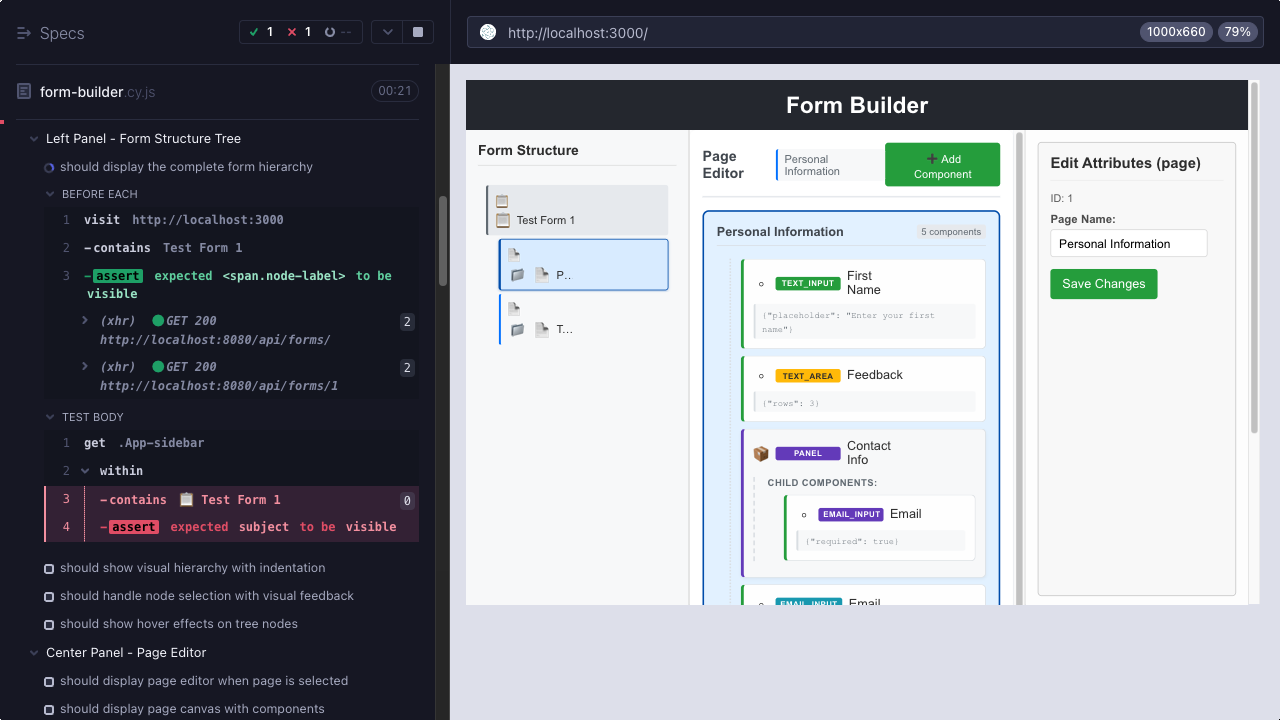 Specs
1
1
--
form-builder.cy.js
00:21
Left Panel - Form Structure Tree
should display the complete form hierarchy
BEFORE EACH
1 visit http://localhost:3000
2 -contains Test Form 1
3 -assert expected <span.node-label> to be
visible
(xhr) GET 200
http://localhost:8080/api/forms/
2
(xhr) GET 200
http://localhost:8080/api/forms/1
2
TEST BODY
1 get .App-sidebar
2 within
3 -contains 📋 Test Form 1
0
4 -assert expected subject to be visible
should show visual hierarchy with indentation
should handle node selection with visual feedback
should show hover effects on tree nodes
Center Panel - Page Editor
should display page editor when page is selected
should display page canvas with components
http://localhost:3000/
1000x660
79%
Form Builder
Form Structure
Test Form 1
P..
T...
Page
Editor
Personal
Information
➕ Add
Component
Personal Information
5 components
TEXT_INPUT
First
Name
{"placeholder": "Enter your first
name"}
TEXT_AREA
Feedback
{"rows": 3}
PANEL
Contact
Info
CHILD COMPONENTS:
EMAIL_INPUT
Email
{"required": true}
EMAIL_INPUT
Email
Edit Attributes (page)
ID: 1
Page Name:
Personal Information
Save Changes